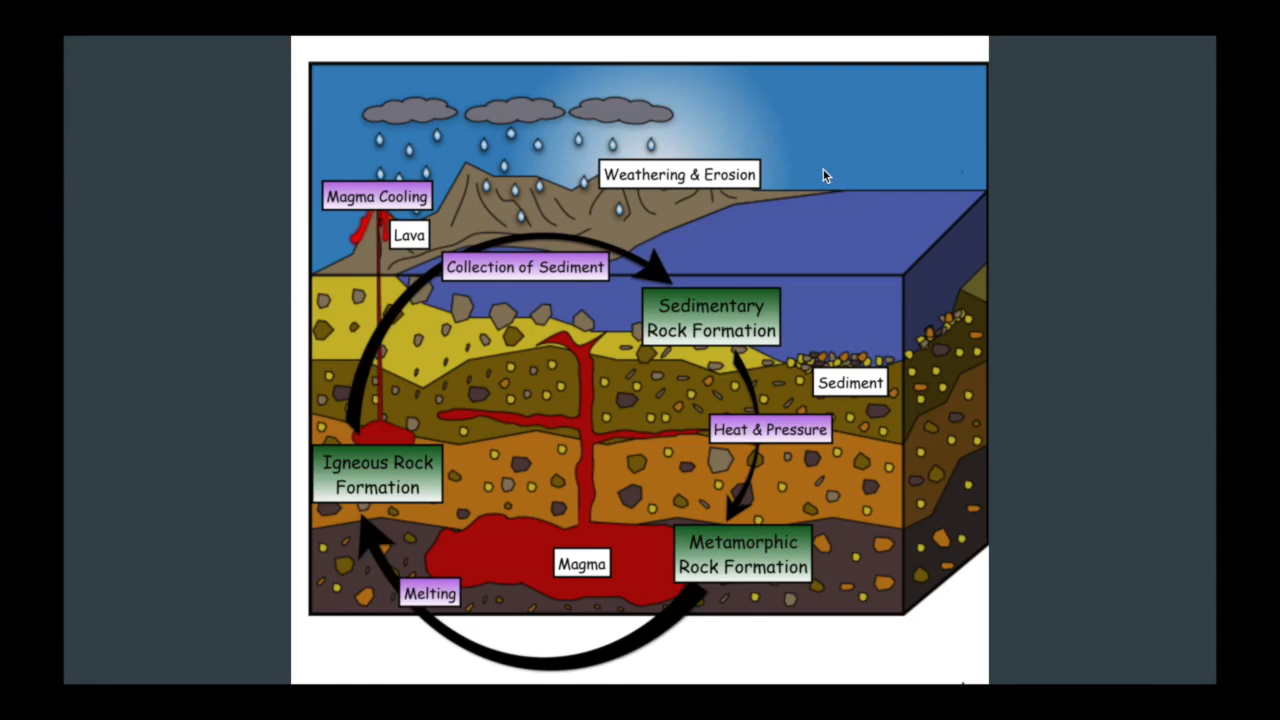 Weathering & Erosion
Magma Cooling
Lava
Collection of Sediment
Sedimentary
Rock Formation
Sediment
Heat & Pressure
Igneous Rock
Formation
Metamorphic
Rock Formation
Magma
Melting